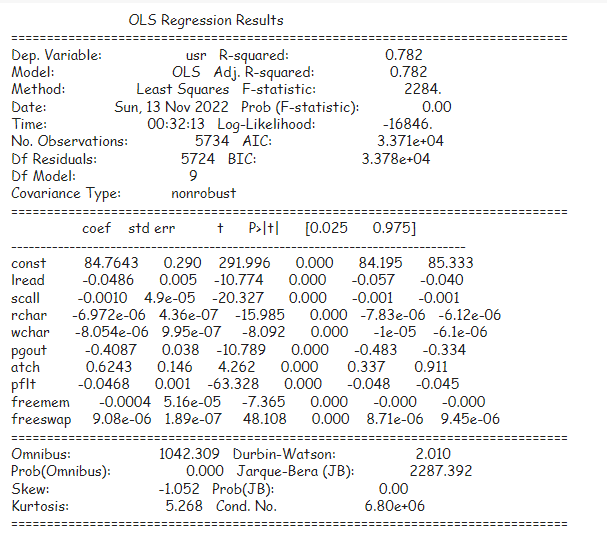 OLS Regression Results
==============================================================================
Dep. Variable: usr R-squared: 0.782
Model: OLS Adj. R-squared: 0.782
Method: Least Squares F-statistic: 2284.
Date: Sun, 13 Nov 2022 Prob (F-statistic): 0.00
Time: 00:32:13 Log-Likelihood: -16846.
No. Observations: 5734 AIC: 3.371e+04
Df Residuals: 5724 BIC: 3.378e+04
Df Model: 9
Covariance Type: nonrobust
==============================================================================
coef std err t P>|t| [0.025 0.975]
------------------------------------------------------------------------------
const 84.7643 0.290 291.996 0.000 84.195 85.333
lread -0.0486 0.005 -10.774 0.000 -0.057 -0.040
scall -0.0010 4.9e-05 -20.327 0.000 -0.001 -0.001
rchar -6.972e-06 4.36e-07 -15.985 0.000 -7.83e-06 -6.12e-06
wchar -8.054e-06 9.95e-07 -8.092 0.000 -1e-05 -6.1e-06
pgout -0.4087 0.038 -10.789 0.000 -0.483 -0.334
atch 0.6243 0.146 4.262 0.000 0.337 0.911
pflt -0.0468 0.001 -63.328 0.000 -0.048 -0.045
freemem -0.0004 5.16e-05 -7.365 0.000 -0.000 -0.000
freeswap 9.08e-06 1.89e-07 48.108 0.000 8.71e-06 9.45e-06
==============================================================================
Omnibus: 1042.309 Durbin-Watson: 2.010
Prob(Omnibus): 0.000 Jarque-Bera (JB): 2287.392
Skew: -1.052 Prob(JB): 0.00
Kurtosis: 5.268 Cond. No. 6.80e+06
==============================================================================